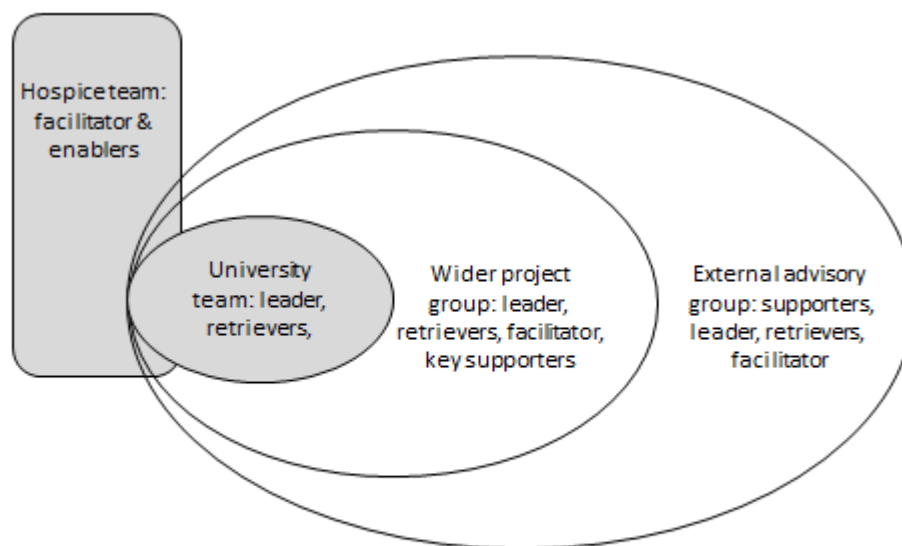 Hospice team:
facilitator &
enablers
University
team: leader,
retrievers,
Wider project
group: leader,
retrievers, facilitator,
key supporters
External advisory
group: supporters,
leader, retrievers,
facilitator